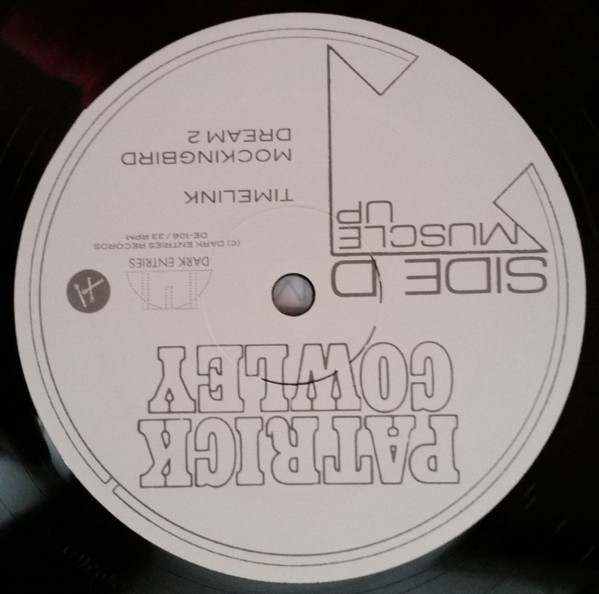 PATRICK
COWLEY
SIDE D
MUSCLE
UP
DARK ENTRIES
(C) DARK ENTRIES RECORDS
DE-106 / 33 RPM
TIMELINK
MOCKINGBIRD
DREAM 2